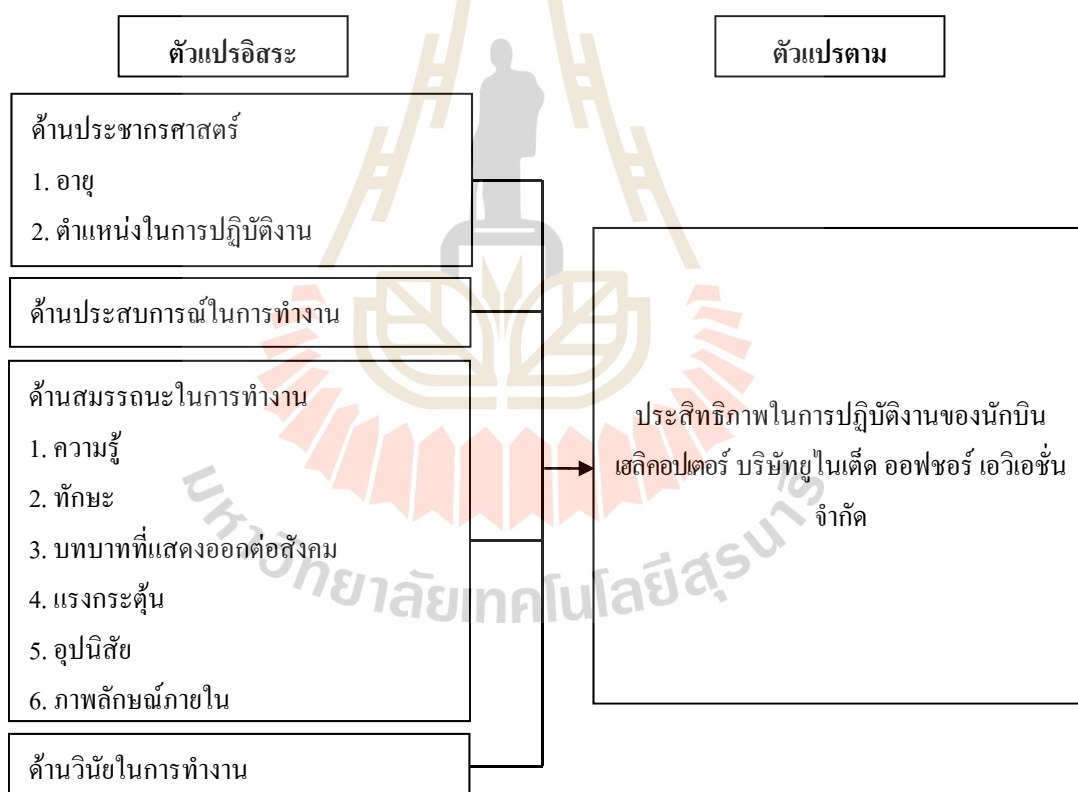 ตัวแปรอิสระ
ตัวแปรตาม
ด้านประชากรศาสตร์
1. อายุ
2. ตำแหน่งในการปฏิบัติงาน
ด้านประสบการณ์ในการทำงาน
ด้านสมรรถนะในการทำงาน
1. ความรู้
2. ทักษะ
3. บทบาทที่แสดงออกต่อสังคม
4. แรงกระตุ้น
5. อุปนิสัย
6. ภาพลักษณ์ภายใน
ด้านวินัยในการทำงาน
ประสิทธิภาพในการปฏิบัติงานของนักบิน
เฮลิคอปเตอร์ บริษัทยูไนเต็ด ออฟชอร์ เอวิเอชั่น
จำกัด
มหาวิทยาลัยเทคโนโลยีสุรนารี